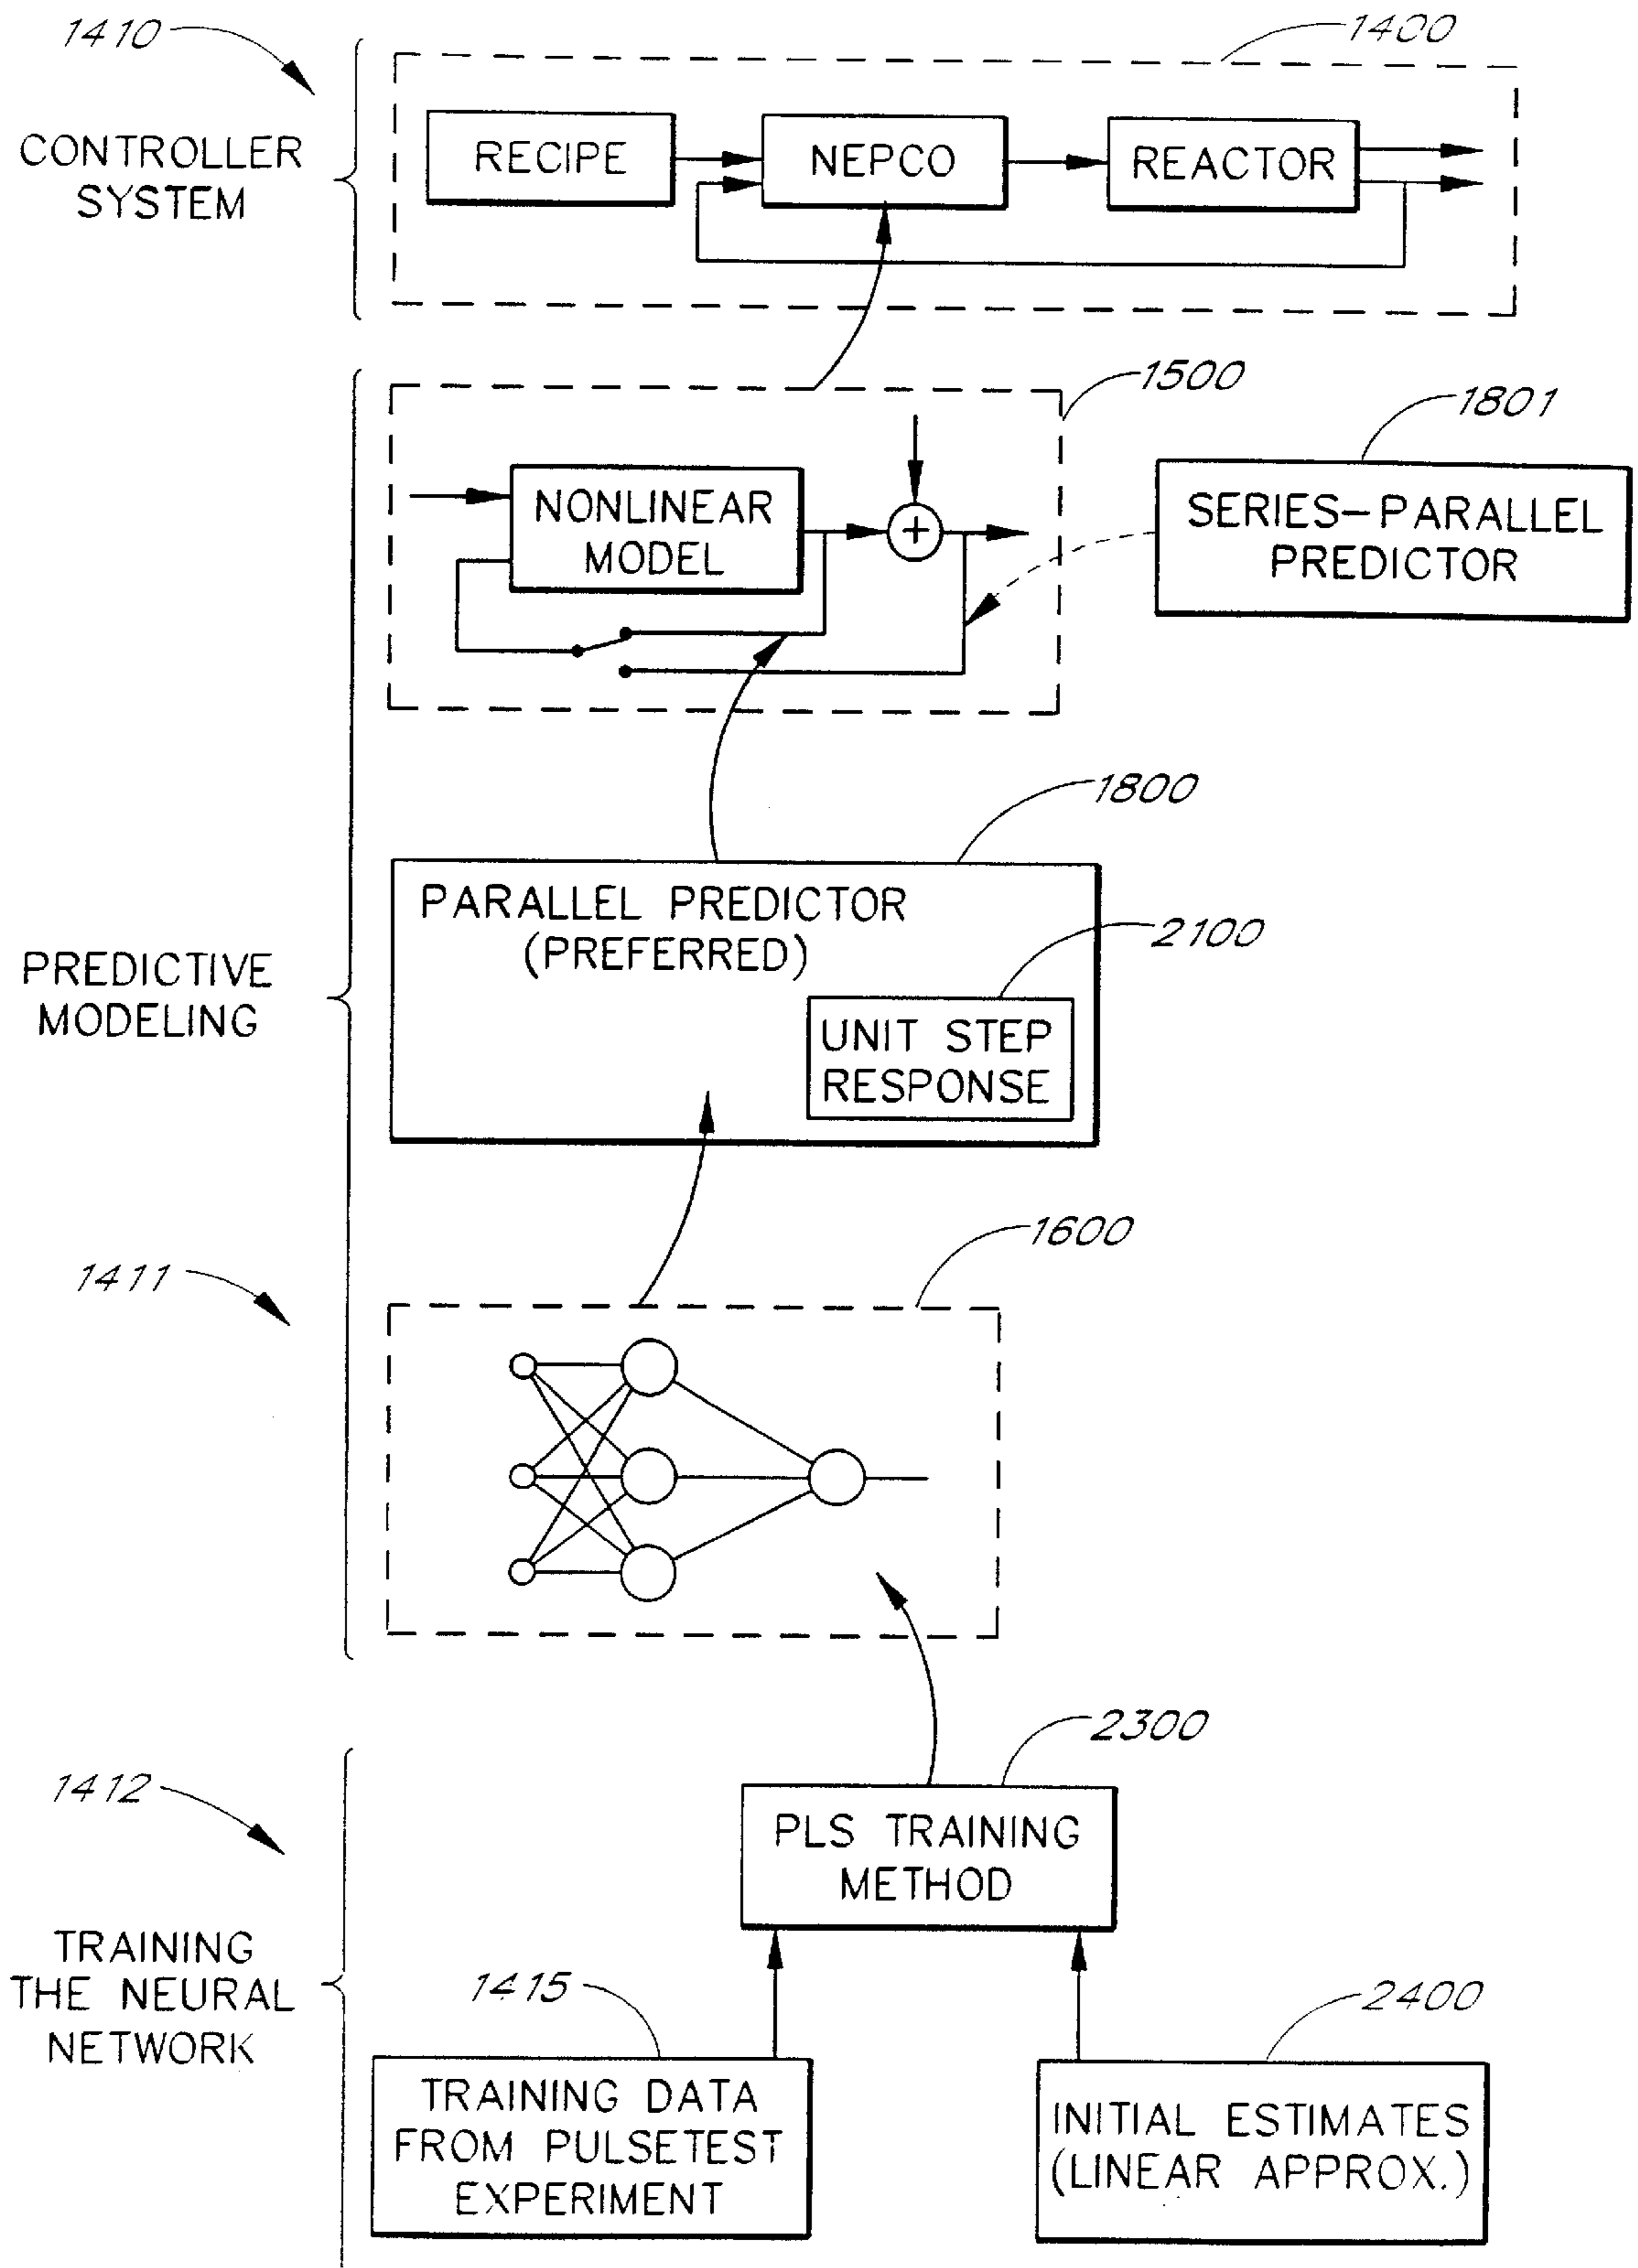 1410
1400
CONTROLLER
SYSTEM
RECIPE
NEPCO
REACTOR
1500
1801
NONLINEAR
MODEL
+
SERIES-PARALLEL
PREDICTOR
1800
PARALLEL PREDICTOR
(PREFERRED)
2100
UNIT STEP
RESPONSE
PREDICTIVE
MODELING
1600
1411
2300
1412
PLS TRAINING
METHOD
TRAINING
THE NEURAL
NETWORK
1415
2400
TRAINING DATA
FROM PULSETEST
EXPERIMENT
INITIAL ESTIMATES
(LINEAR APPROX.)